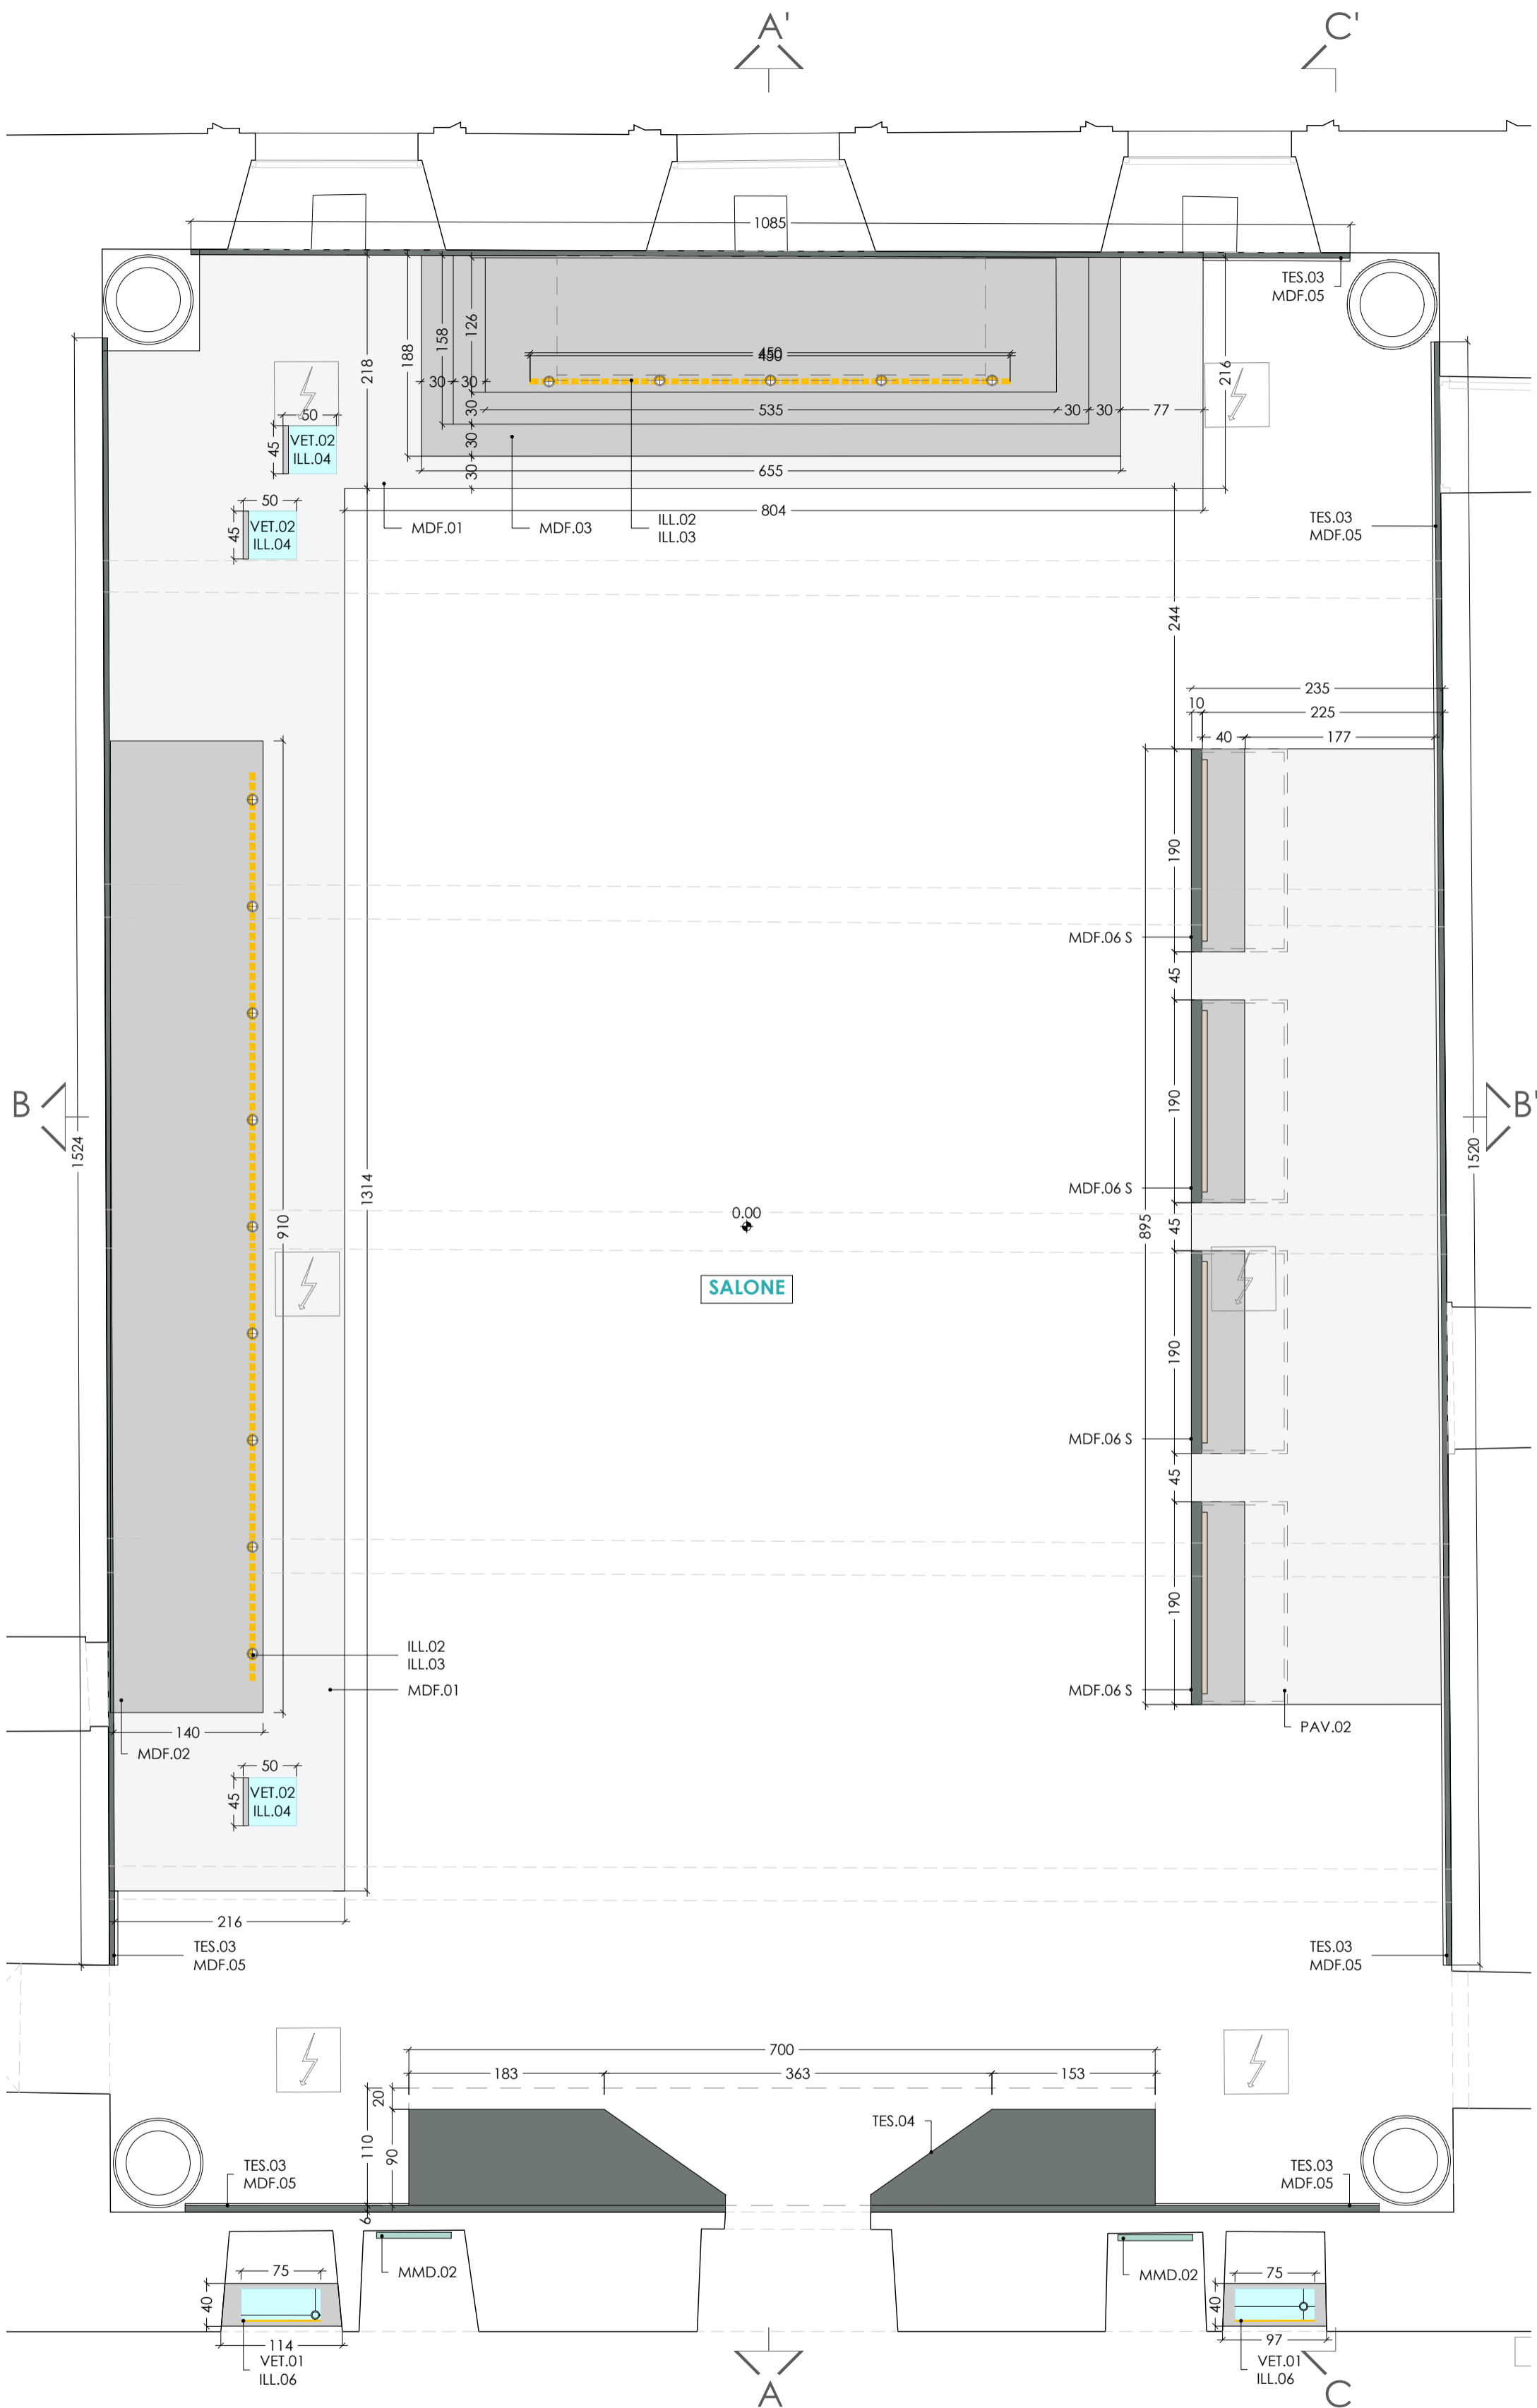 A'
C'
1085
TES.03
MDF.05
218
188
158
126
450
450
216
30
30
30
535
30
30
77
30
655
30
804
50
45
VET.02
ILL.04
50
45
VET.02
ILL.04
MDF.01
MDF.03
ILL.02
ILL.03
TES.03
MDF.05
244
235
10
225
40
177
190
MDF.06 S
45
190
MDF.06 S
B
B'
1524
1520
1314
910
895
45
0.00
SALONE
190
MDF.06 S
45
190
ILL.02
ILL.03
MDF.01
MDF.06 S
PAV.02
140
MDF.02
50
45
VET.02
ILL.04
216
TES.03
MDF.05
TES.03
MDF.05
700
183
363
153
20
110
90
TES.04
TES.03
MDF.05
TES.03
MDF.05
6
MMD.02
MMD.02
75
40
114
VET.01
ILL.06
75
40
97
VET.01
ILL.06
A
C